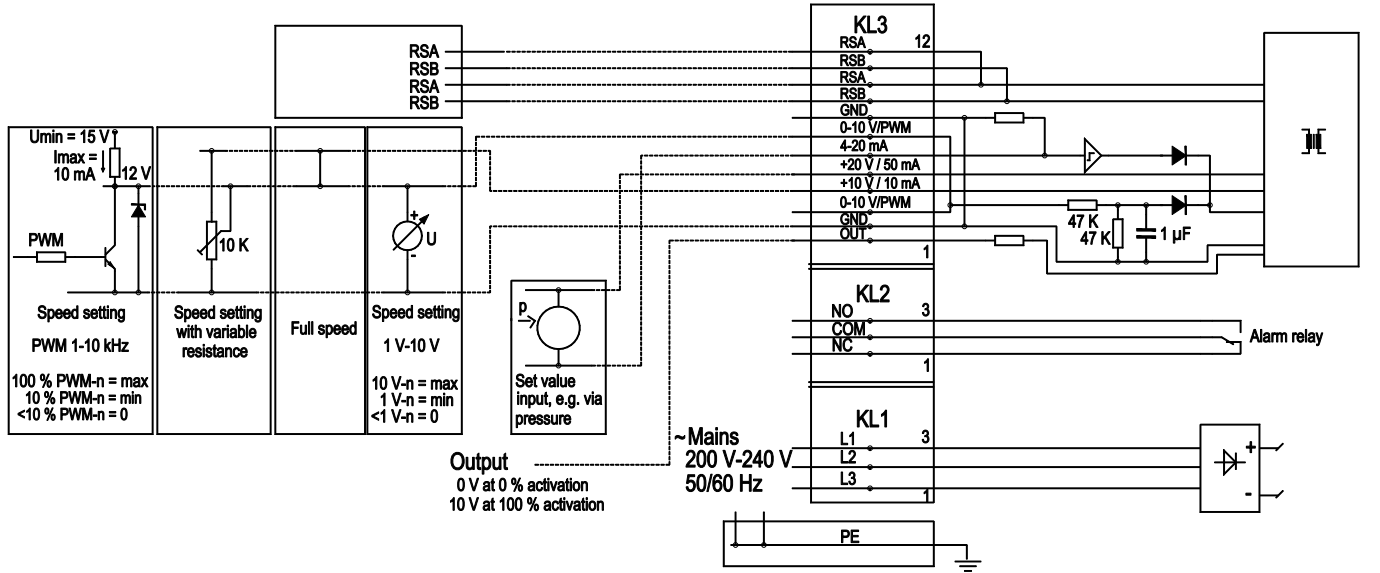 RSA
RSB
RSA
RSB
Umin = 15 V
Imax =
10 mA
12 V
PWM
Speed setting
PWM 1-10 kHz
100 % PWM-n = max
10 % PWM-n = min
<10 % PWM-n = 0
10 K
Speed setting
with variable
resistance
Full speed
+
U
-
Speed setting
1 V-10 V
10 V-n = max
1 V-n = min
<1 V-n = 0
p
Set value
input, e.g. via
pressure
Output
0 V at 0 % activation
10 V at 100 % activation
KL3
RSA 12
RSB
RSA
RSB
GND
0-10 V/PWM
4-20 mA
+20 V / 50 mA
+10 V / 10 mA
0-10 V/PWM
GND
OUT
1
47 K
47 K
1 µF
KL2
NO 3
COM
NC
1
Alarm relay
KL1
~Mains
200 V-240 V
50/60 Hz
L1 3
L2
L3
1
+
-
PE